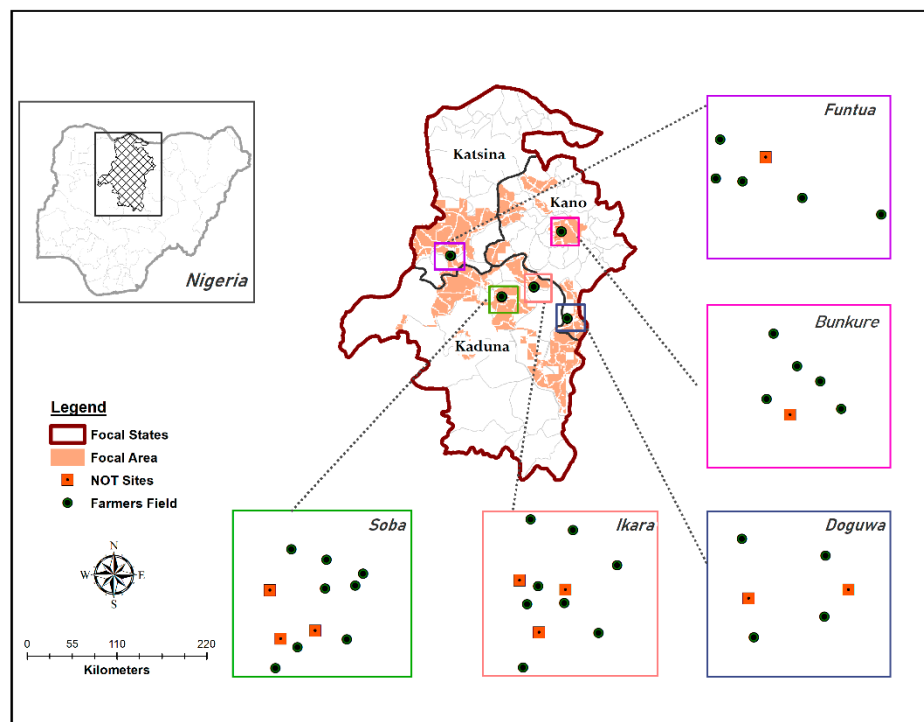 Funtua
Katsina
Kano
Nigeria
Bunkure
Kaduna
Legend
Focal States
Focal Area
NOT Sites
Farmers Field
Soba
Ikara
Doguwa
N
W E
S
0 55 110 220
Kilometers